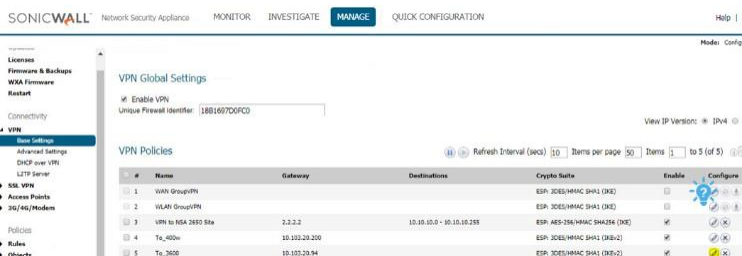 SONICWALL Network Security Appliance MONITOR INVESTIGATE MANAGE QUICK CONFIGURATION Help |
Mode: Config
Licenses
Firmware & Backups
WXA Firmware
Restart
Connectivity
VPN
Base Settings
Advanced Settings
DHCP over VPN
L2TP Server
SSL VPN
Access Points
3G/4G/Modem
Policies
Rules
Objects
VPN Global Settings
Enable VPN
Unique Firewall Identifier: 18B1697D0FC0
View IP Version: IPv4
VPN Policies Refresh Interval (secs) 10 Items per page 50 Items 1 to 5 (of 5)
# Name Gateway Destinations Crypto Suite Enable Configure
1 WAN GroupVPN ESP: 3DES/HMAC SHA1 (IKE)
2 WLAN GroupVPN ESP: 3DES/HMAC SHA1 (IKE)
3 VPN to NSA 2650 Site 2.2.2.2 10.10.10.0 - 10.10.10.255 ESP: AES-256/HMAC SHA256 (IKE)
4 To_400w 10.103.20.200 ESP: 3DES/HMAC SHA1 (IKEv2)
5 To_3600 10.103.20.94 ESP: 3DES/HMAC SHA1 (IKEv2)